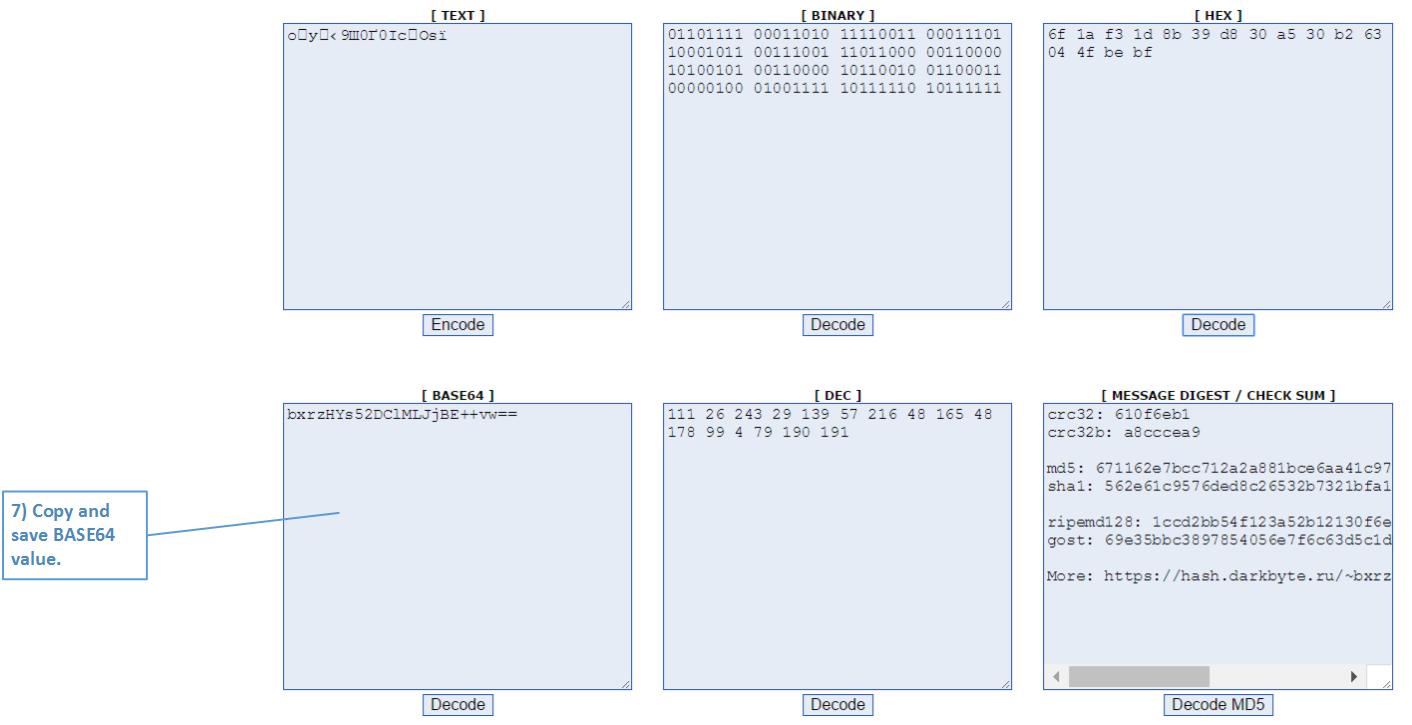 [ TEXT ]
[ BINARY ]
[ HEX ]
o□y□‹9Ш0Ґ0Іc□Osї
01101111 00011010 11110011 00011101
10001011 00111001 11011000 00110000
10100101 00110000 10110010 01100011
00000100 01001111 10111110 10111111
6f 1a f3 1d 8b 39 d8 30 a5 30 b2 63
04 4f be bf
Encode
Decode
Decode
[ BASE64 ]
[ DEC ]
[ MESSAGE DIGEST / CHECK SUM ]
bxrzHYs52DClMLJjBE++vw==
111 26 243 29 139 57 216 48 165 48
178 99 4 79 190 191
crc32: 610f6eb1
crc32b: a8cccea9
md5: 671162e7bcc712a2a881bce6aa41c97
sha1: 562e61c9576ded8c26532b7321bfa1
ripemd128: 1ccd2bb54f123a52b12130f6e
gost: 69e35bbc3897854056e7f6c63d5c1d
More: https://hash.darkbyte.ru/~bxrz
7) Copy and
save BASE64
value.
Decode
Decode
Decode MD5